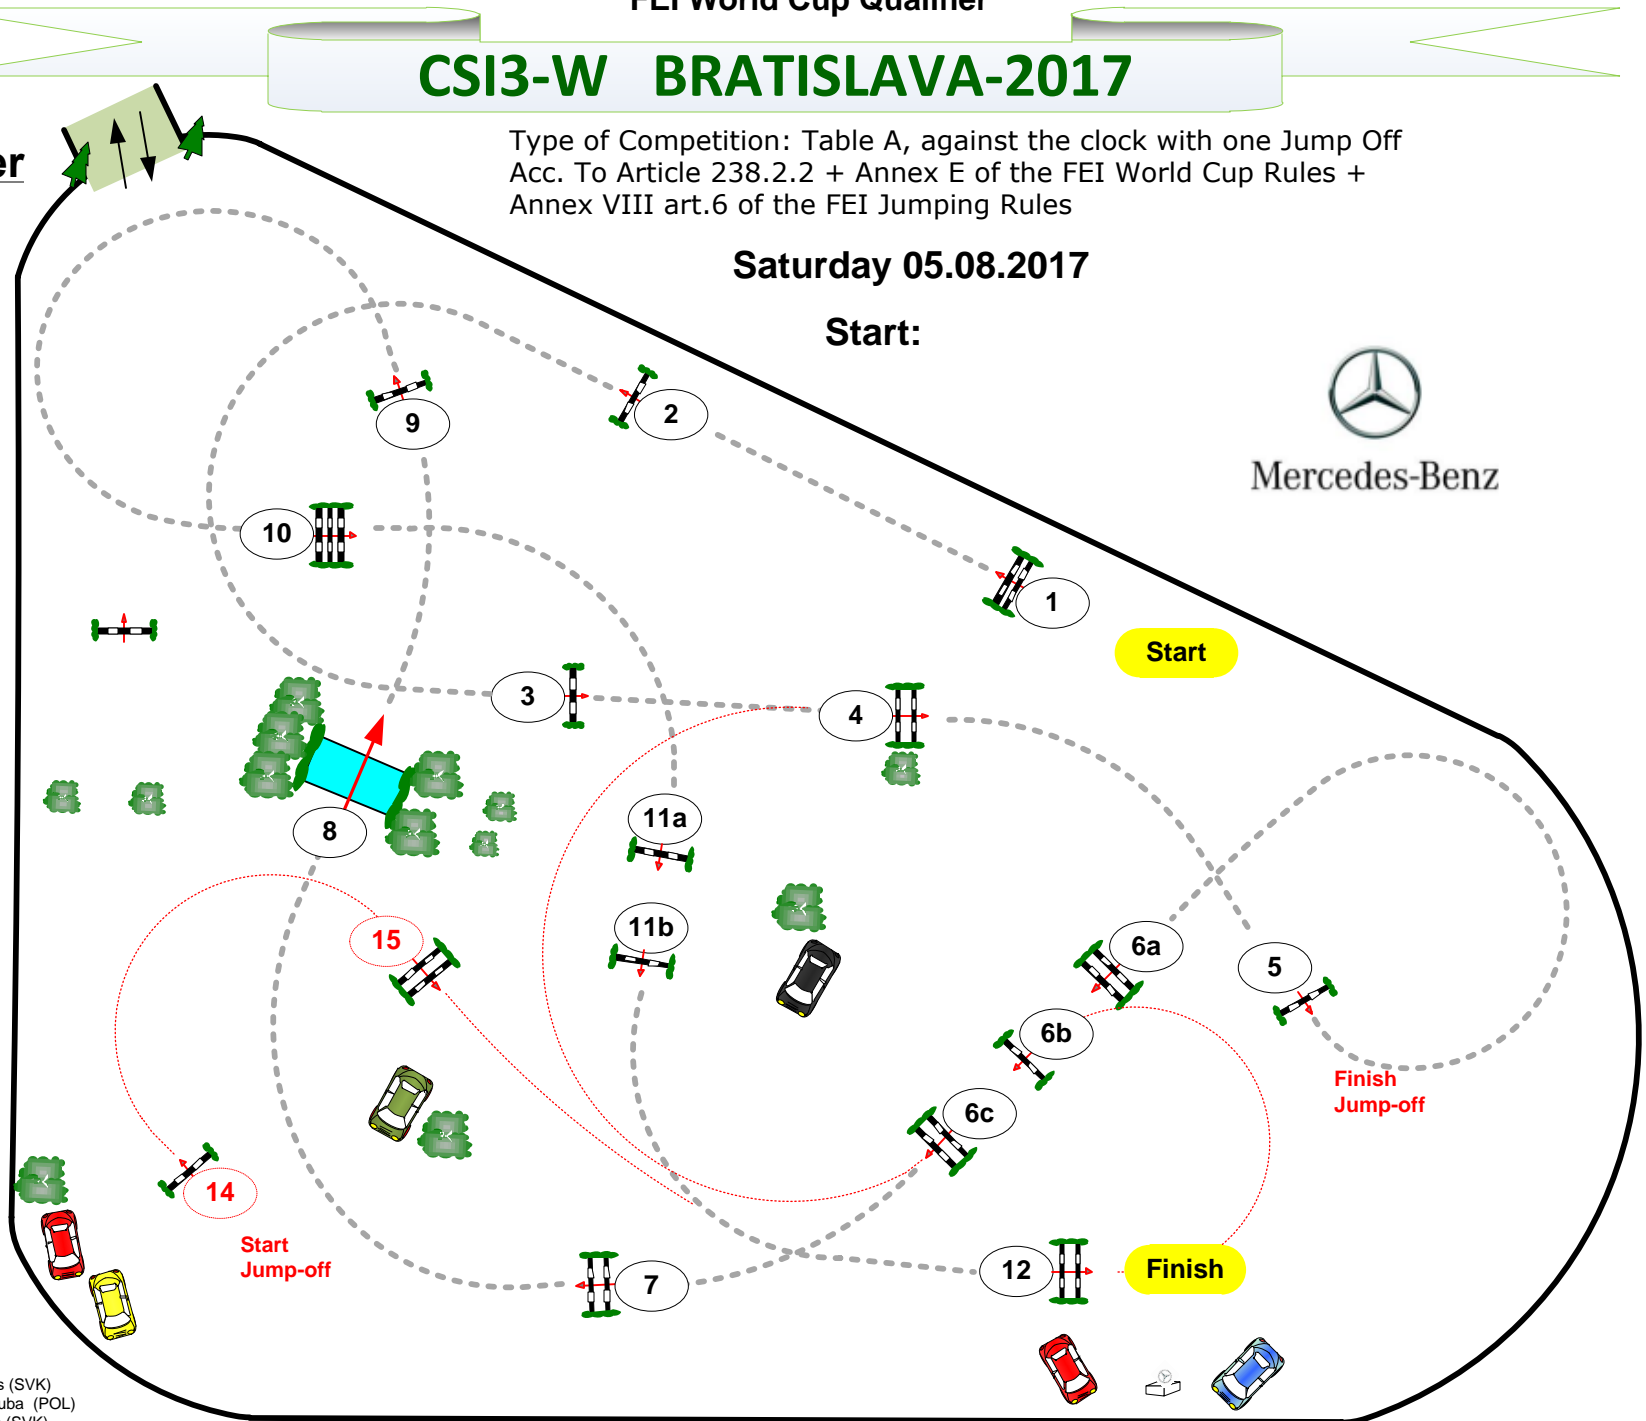 CSI3-W BRATISLAVA-2017
Type of Competition: Table A, against the clock with one Jump Off
Acc. To Article 238.2.2 + Annex E of the FEI World Cup Rules +
Annex VIII art.6 of the FEI Jumping Rules
Saturday 05.08.2017
Start:
Mercedes-Benz
9
2
10
1
Start
3
4
8
11a
11b
15
6a
5
6b
6c
Finish
Jump-off
14
Start
Jump-off
7
12
Finish
(SVK)
(POL)
(SVK)